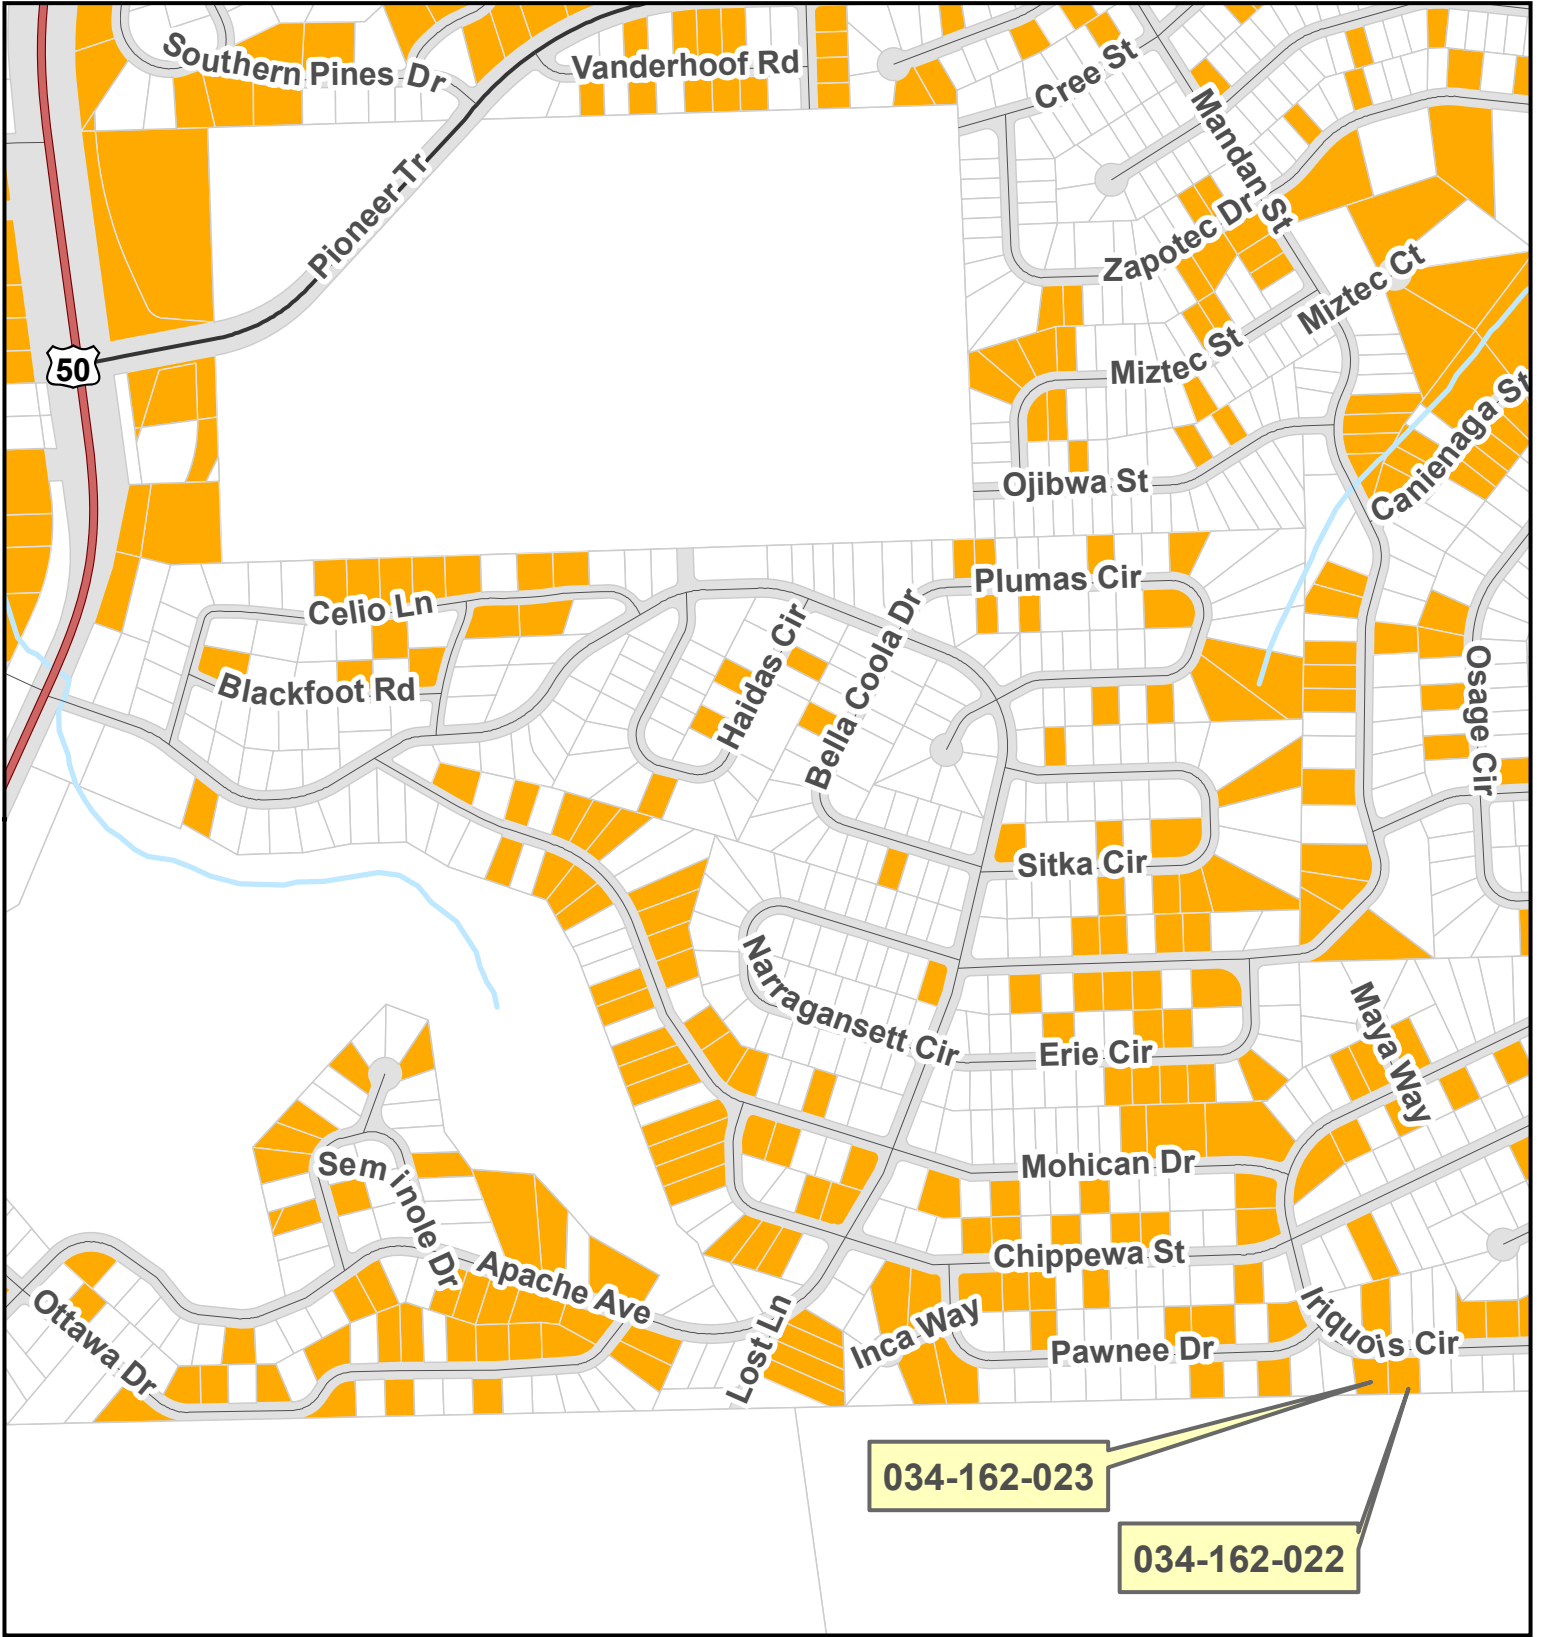 Southern Pines Dr
Vanderhoof Rd
Cree St
Mandan St
Pioneer Tr
Zapotec Dr
Miztec Ct
50
Miztec St
Canienaga St
Ojibwa St
Plumas Cir
Celio Ln
Haidas Cir
Bella Coola Dr
Blackfoot Rd
Osage Cir
Sitka Cir
Narragansett Cir
Maya Way
Erie Cir
Mohican Dr
Seminole Dr
Chippewa St
Apache Ave
Ottawa Dr
Lost Ln
Inca Way
Pawnee Dr
Iriquois Cir
034-162-023
034-162-022